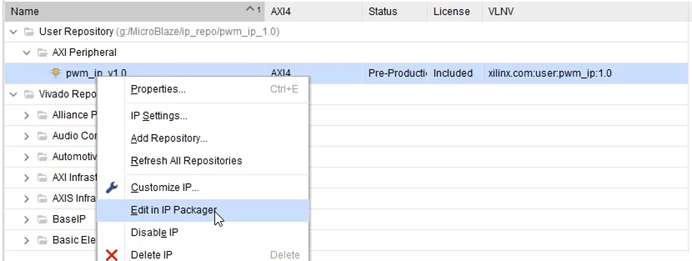 Name ^1 AXI4 Status License VLNV
User Repository (g:/MicroBlaze/ip_repo/pwm_ip_1.0)
AXI Peripheral
pwm_ip_v1.0 AXI4 Pre-Producti Included xilinx.com:user:pwm_ip:1.0
Vivado Repo
Alliance P
Audio Con
Automotiv
AXI Infrast
AXIS Infra
BaseIP
Basic Ele
Properties... Ctrl+E
IP Settings...
Add Repository...
Refresh All Repositories
Customize IP...
Edit in IP Packager
Disable IP
Delete IP Delete